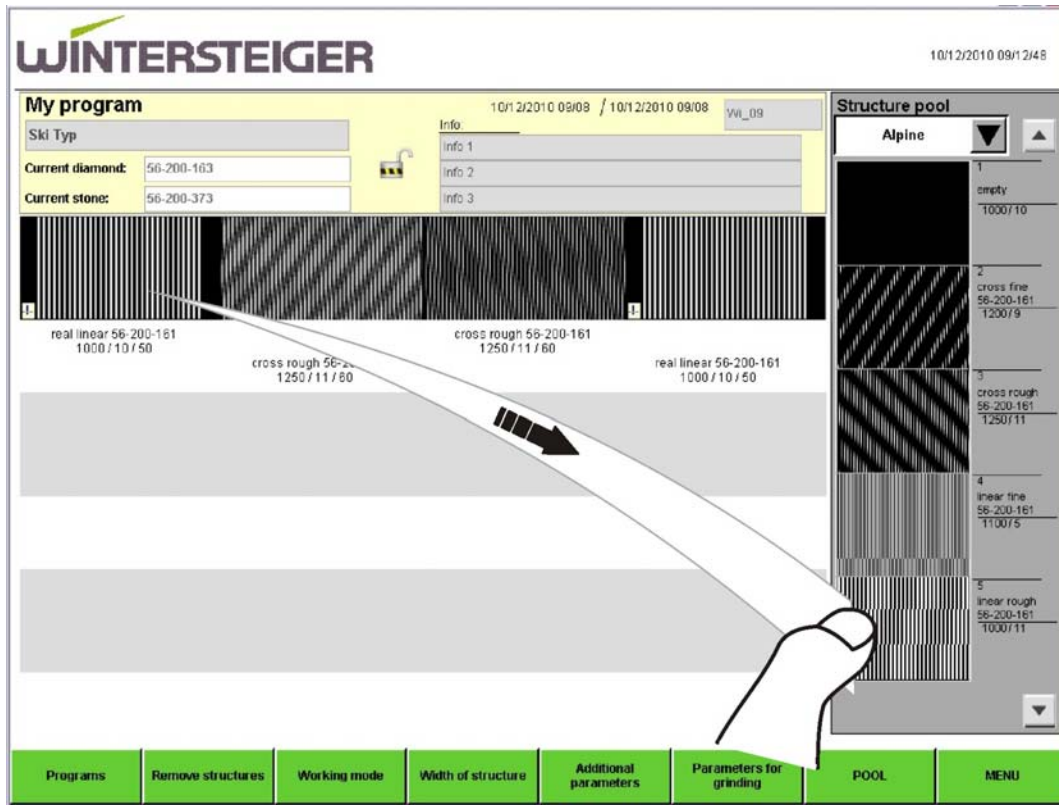 WINTERSTEIGER
10/12/2010 09/12/48
My program
10/12/2010 09/08 / 10/12/2010 09/08
WI_09
Ski Typ
Info:
Info 1
Current diamond:
56-200-163
Info 2
Current stone:
56-200-373
Info 3
real linear 56-200-161
1000 / 10 / 50
cross rough
1250 / 11 / 60
cross rough 56-200-161
1250 / 11 / 60
real linear 56-200-161
1000 / 10 / 50
Structure pool
Alpine
1
empty
1000/10
2
cross fine
56-200-161
1200/9
3
cross rough
56-200-161
1250/11
4
linear fine
56-200-161
1100/5
5
linear rough
56-200-161
1000/11
Programs
Remove structures
Working mode
Width of structure
Additional
parameters
Parameters for
grinding
POOL
MENU